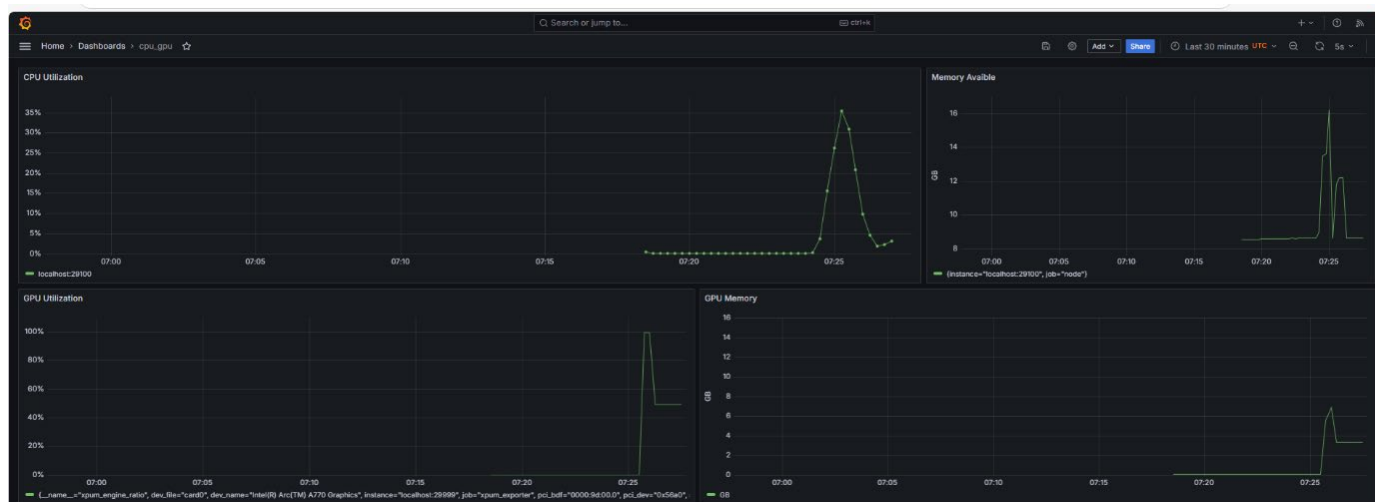 Search or jump to... ctrl+k
Home › Dashboards › cpu_gpu Add Share Last 30 minutes UTC 5s
CPU Utilization
35%
30%
25%
20%
15%
10%
5%
0%
07:00 07:05 07:10 07:15 07:20 07:25
localhost:29100
Memory Avaible
16
14
12
10
8
GB
07:00 07:05 07:10 07:15 07:20 07:25
{instance="localhost:29100", job="node"}
GPU Utilization
100%
80%
60%
40%
20%
0%
07:00 07:05 07:10 07:15 07:20 07:25
{__name__="xpum_engine_ratio", dev_file="card0", dev_name="Intel(R) Arc(TM) A770 Graphics", instance="localhost:29999", job="xpum_exporter", pci_bdf="0000:9d:00.0", pci_dev="0x56a0",
GPU Memory
16
14
12
10
8
6
4
2
0
GB
07:00 07:05 07:10 07:15 07:20 07:25
GB